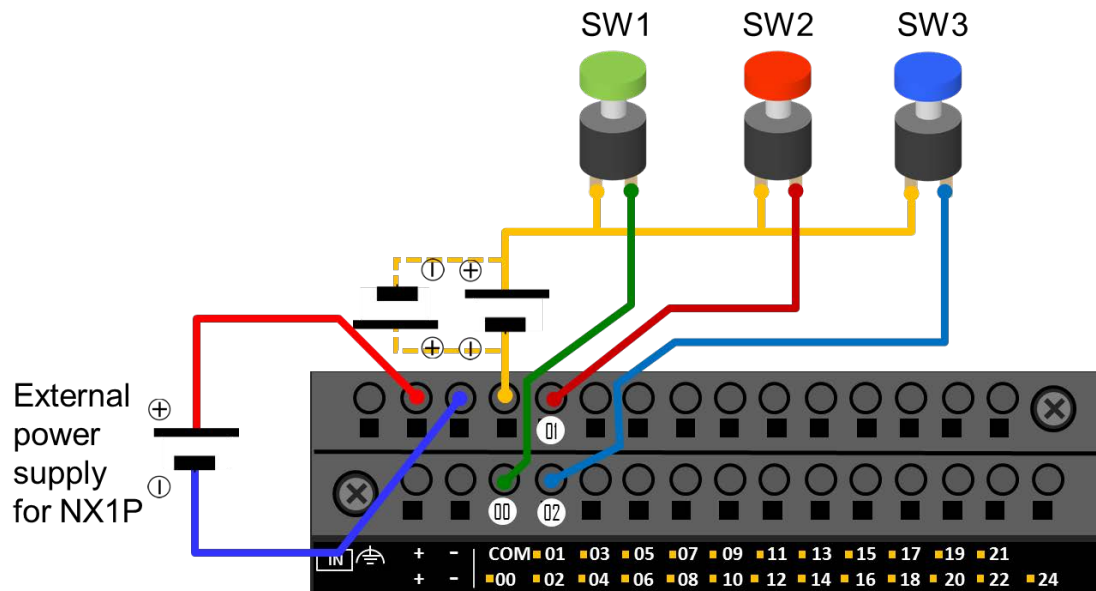 SW1 SW2 SW3
External
power
supply
for NX1P
+
−
− +
+ −
01
00 02
IN + − COM 01 03 05 07 09 11 13 15 17 19 21
+ − 00 02 04 06 08 10 12 14 16 18 20 22 24